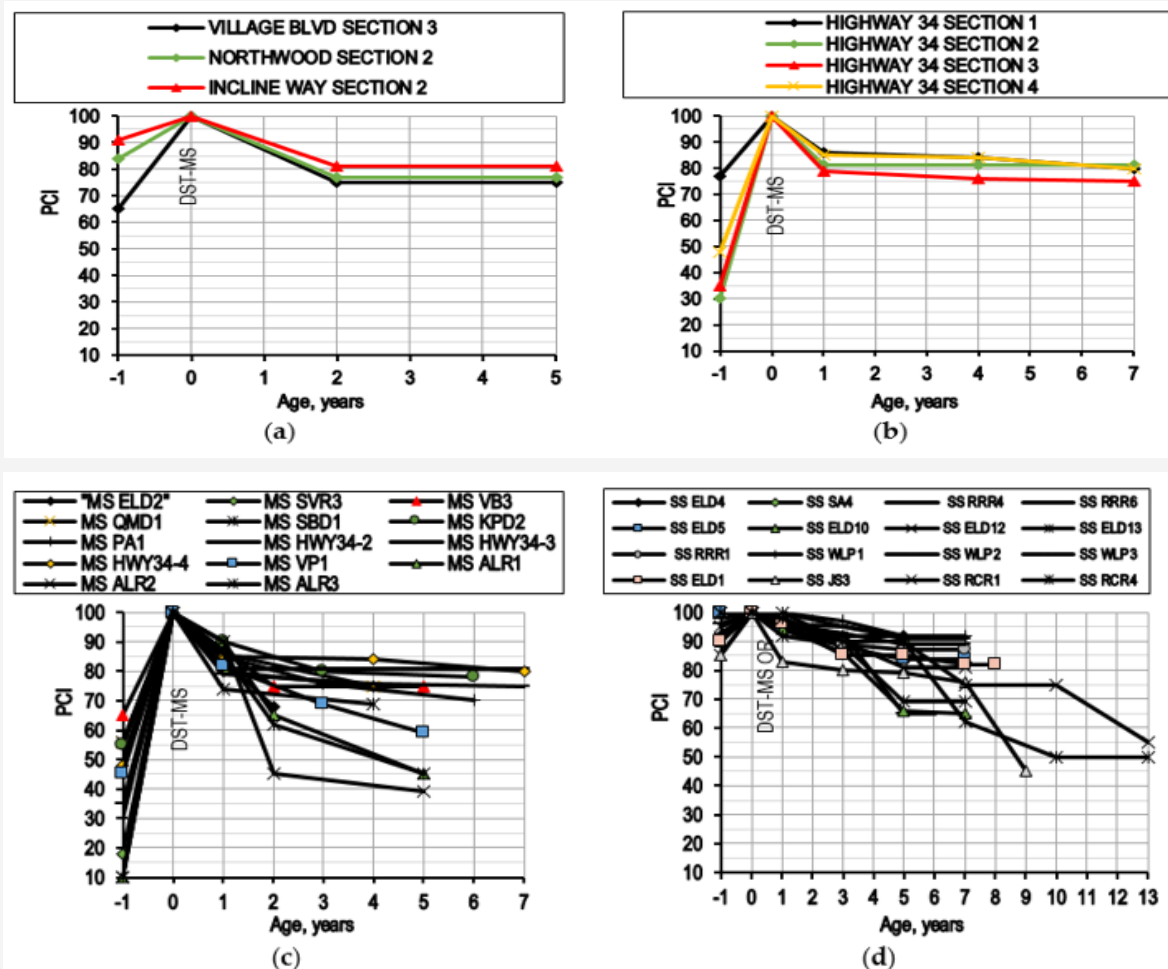 VILLAGE BLVD SECTION 3
NORTHWOOD SECTION 2
INCLINE WAY SECTION 2
100
90
80
70
60
50
40
30
20
10
PCI
DST-MS
-1 0 1 2 3 4 5
Age, years
(a)
HIGHWAY 34 SECTION 1
HIGHWAY 34 SECTION 2
HIGHWAY 34 SECTION 3
HIGHWAY 34 SECTION 4
100
90
80
70
60
50
40
30
20
10
PCI
DST-MS
-1 0 1 2 3 4 5 6 7
Age, years
(b)
"MS ELD2" MS SVR3 MS VB3
MS QMD1 MS SBD1 MS KPD2
MS PA1 MS HWY34-2 MS HWY34-3
MS HWY34-4 MS VP1 MS ALR1
MS ALR2 MS ALR3
100
90
80
70
60
50
40
30
20
10
PCI
DST-MS
-1 0 1 2 3 4 5 6 7
Age, years
(c)
SS ELD4 SS SA4 SS RRR4 SS RRR6
SS ELD5 SS ELD10 SS ELD12 SS ELD13
SS RRR1 SS WLP1 SS WLP2 SS WLP3
SS ELD1 SS JS3 SS RCR1 SS RCR4
100
90
80
70
60
50
40
30
20
10
PCI
DST-MS OR
-1 0 1 2 3 4 5 6 7 8 9 10 11 12 13
Age, years
(d)